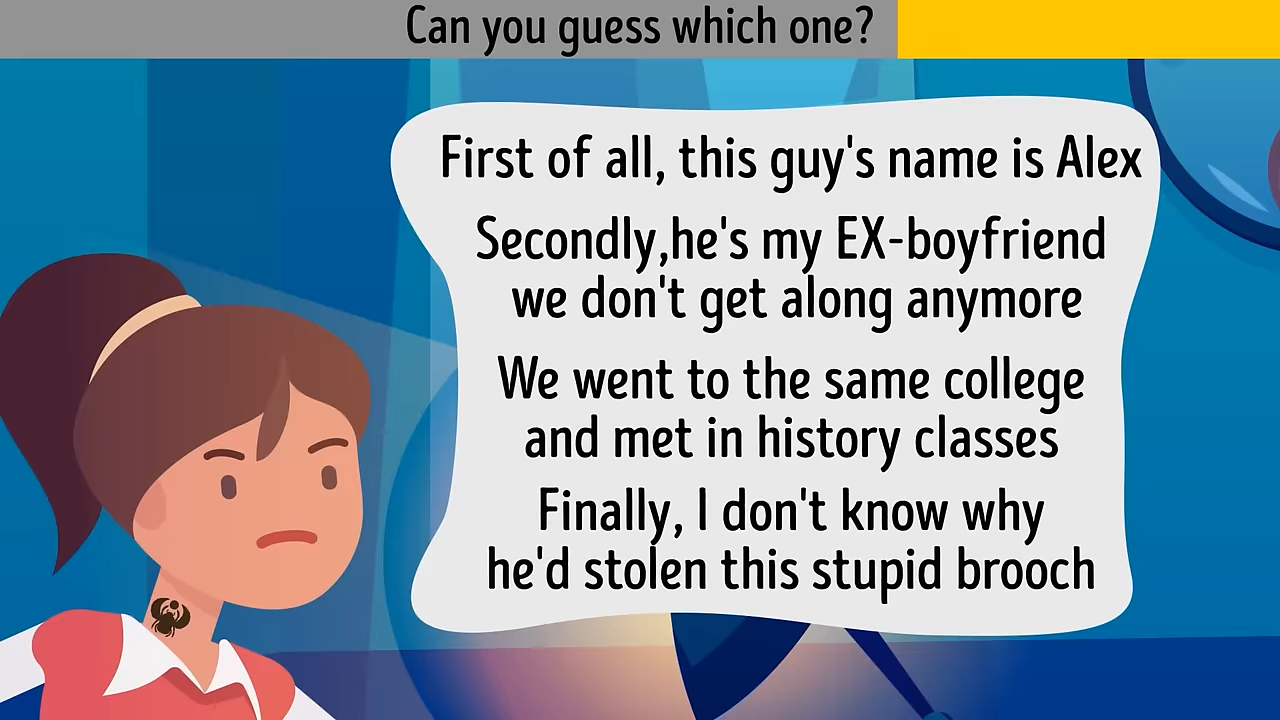 Can you guess which one?
First of all, this guy's name is Alex
Secondly,he's my EX-boyfriend
we don't get along anymore
We went to the same college
and met in history classes
Finally, I don't know why
he'd stolen this stupid brooch